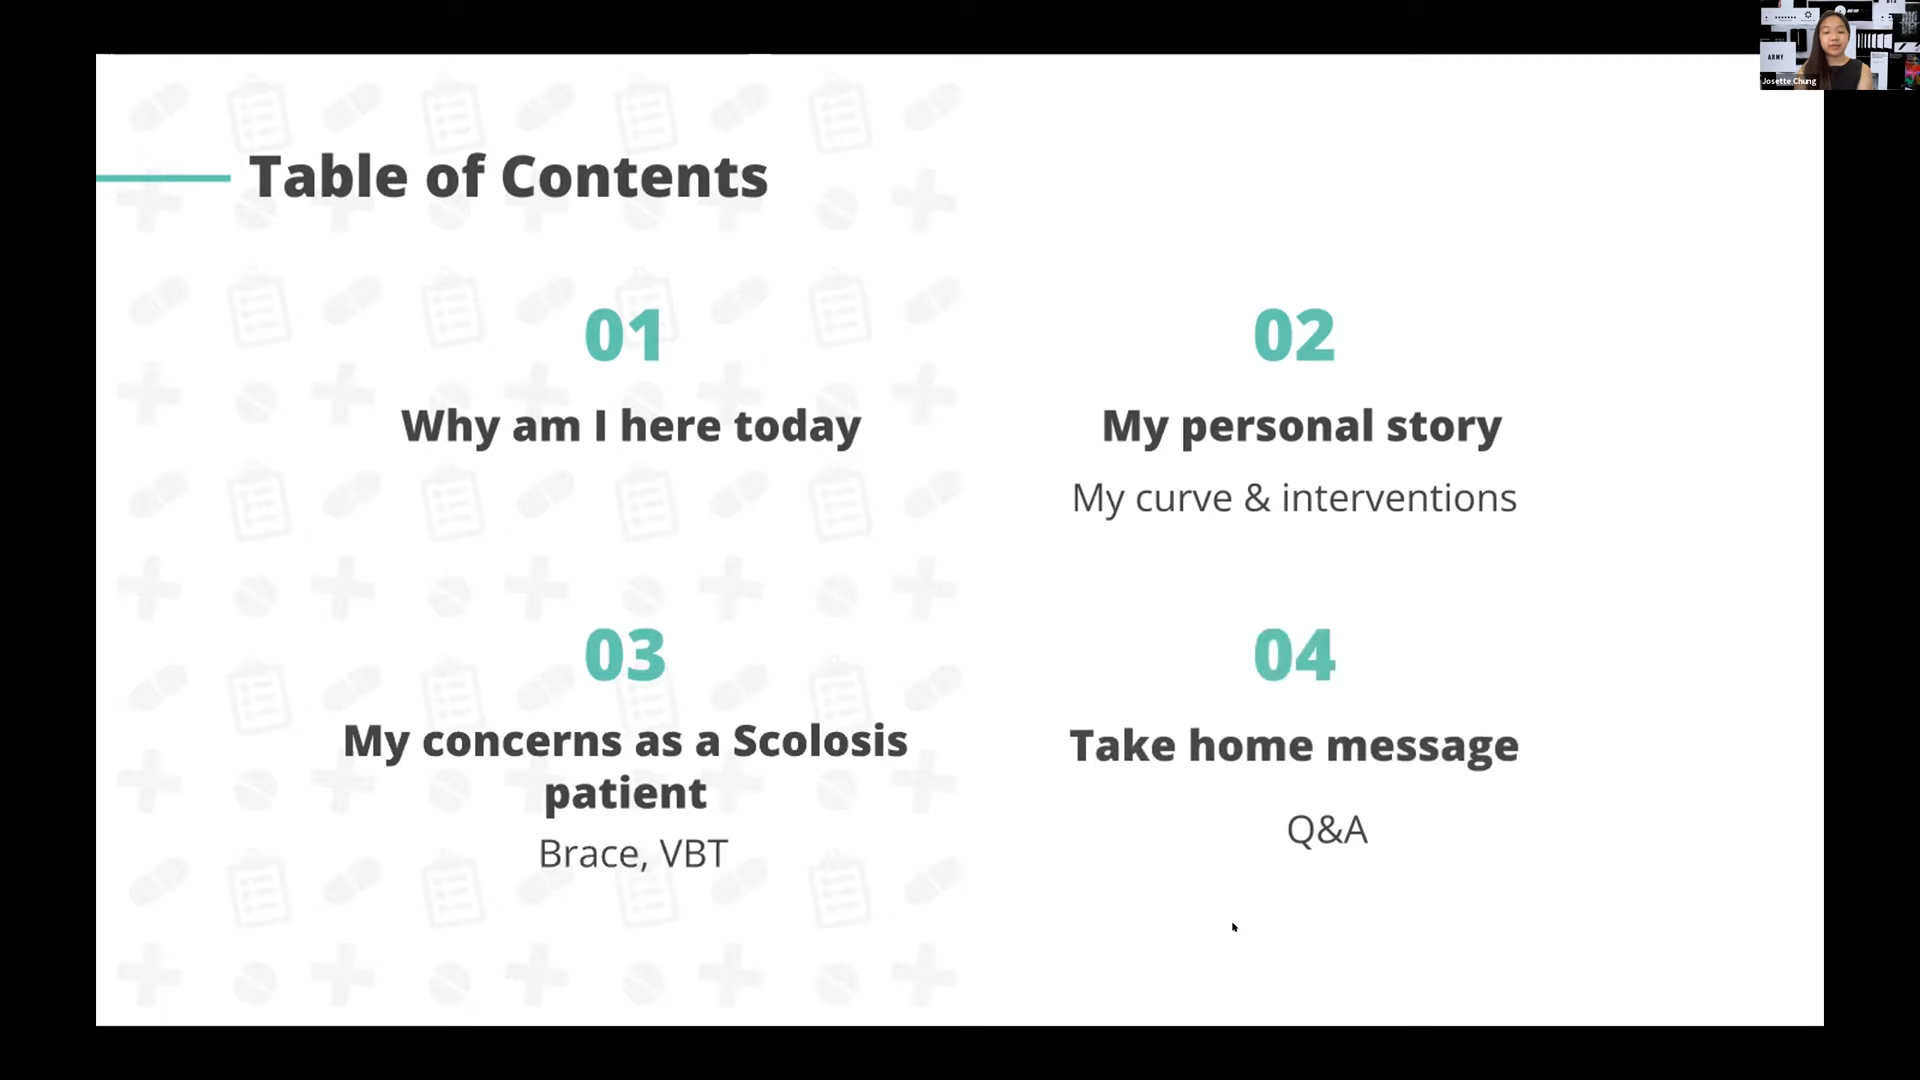 ARMY
Josette Chung
Table of Contents
01
Why am I here today
02
My personal story
My curve & interventions
03
My concerns as a Scolosis
patient
Brace, VBT
04
Take home message
Q&A